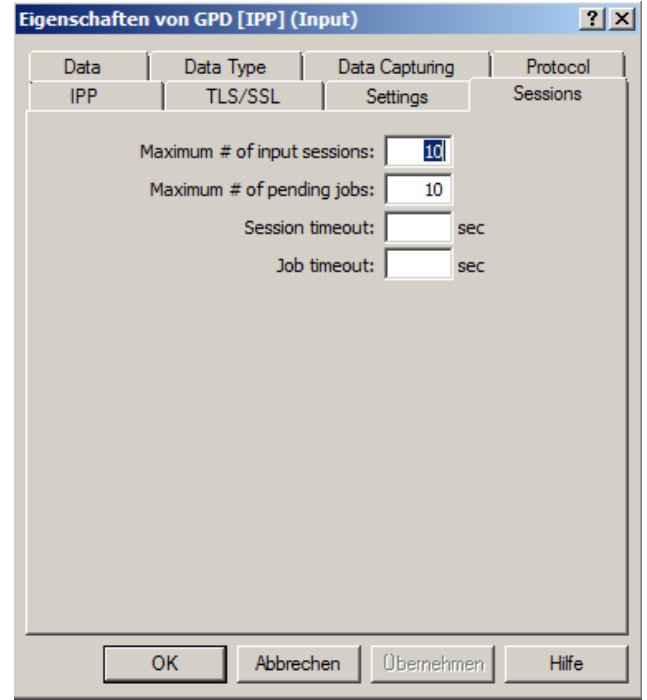 Eigenschaften von GPD [IPP] (Input)
Data Data Type Data Capturing Protocol
IPP TLS/SSL Settings Sessions
Maximum # of input sessions: 10
Maximum # of pending jobs: 10
Session timeout: sec
Job timeout: sec
OK Abbrechen Übernehmen Hilfe